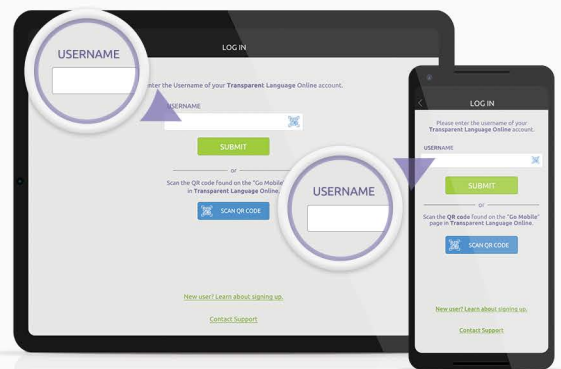 USERNAME
LOG IN
enter the Username of your Transparent Language Online account.
USERNAME
SUBMIT
or
Scan the QR code found on the "Go Mobile"
in Transparent Language Online.
SCAN QR CODE
New user? Learn about signing up.
Contact Support
USERNAME
LOG IN
Please enter the username of your
Transparent Language Online account.
USERNAME
SUBMIT
or
Scan the QR code found on the "Go Mobile"
page in Transparent Language Online.
SCAN QR CODE
New user? Learn about signing up.
Contact Support